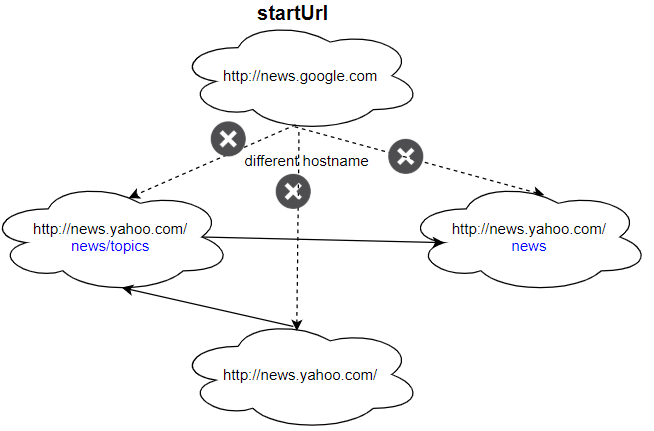 startUrl
http://news.google.com
different hostname
http://news.yahoo.com/
news/topics
http://news.yahoo.com/
news
http://news.yahoo.com/